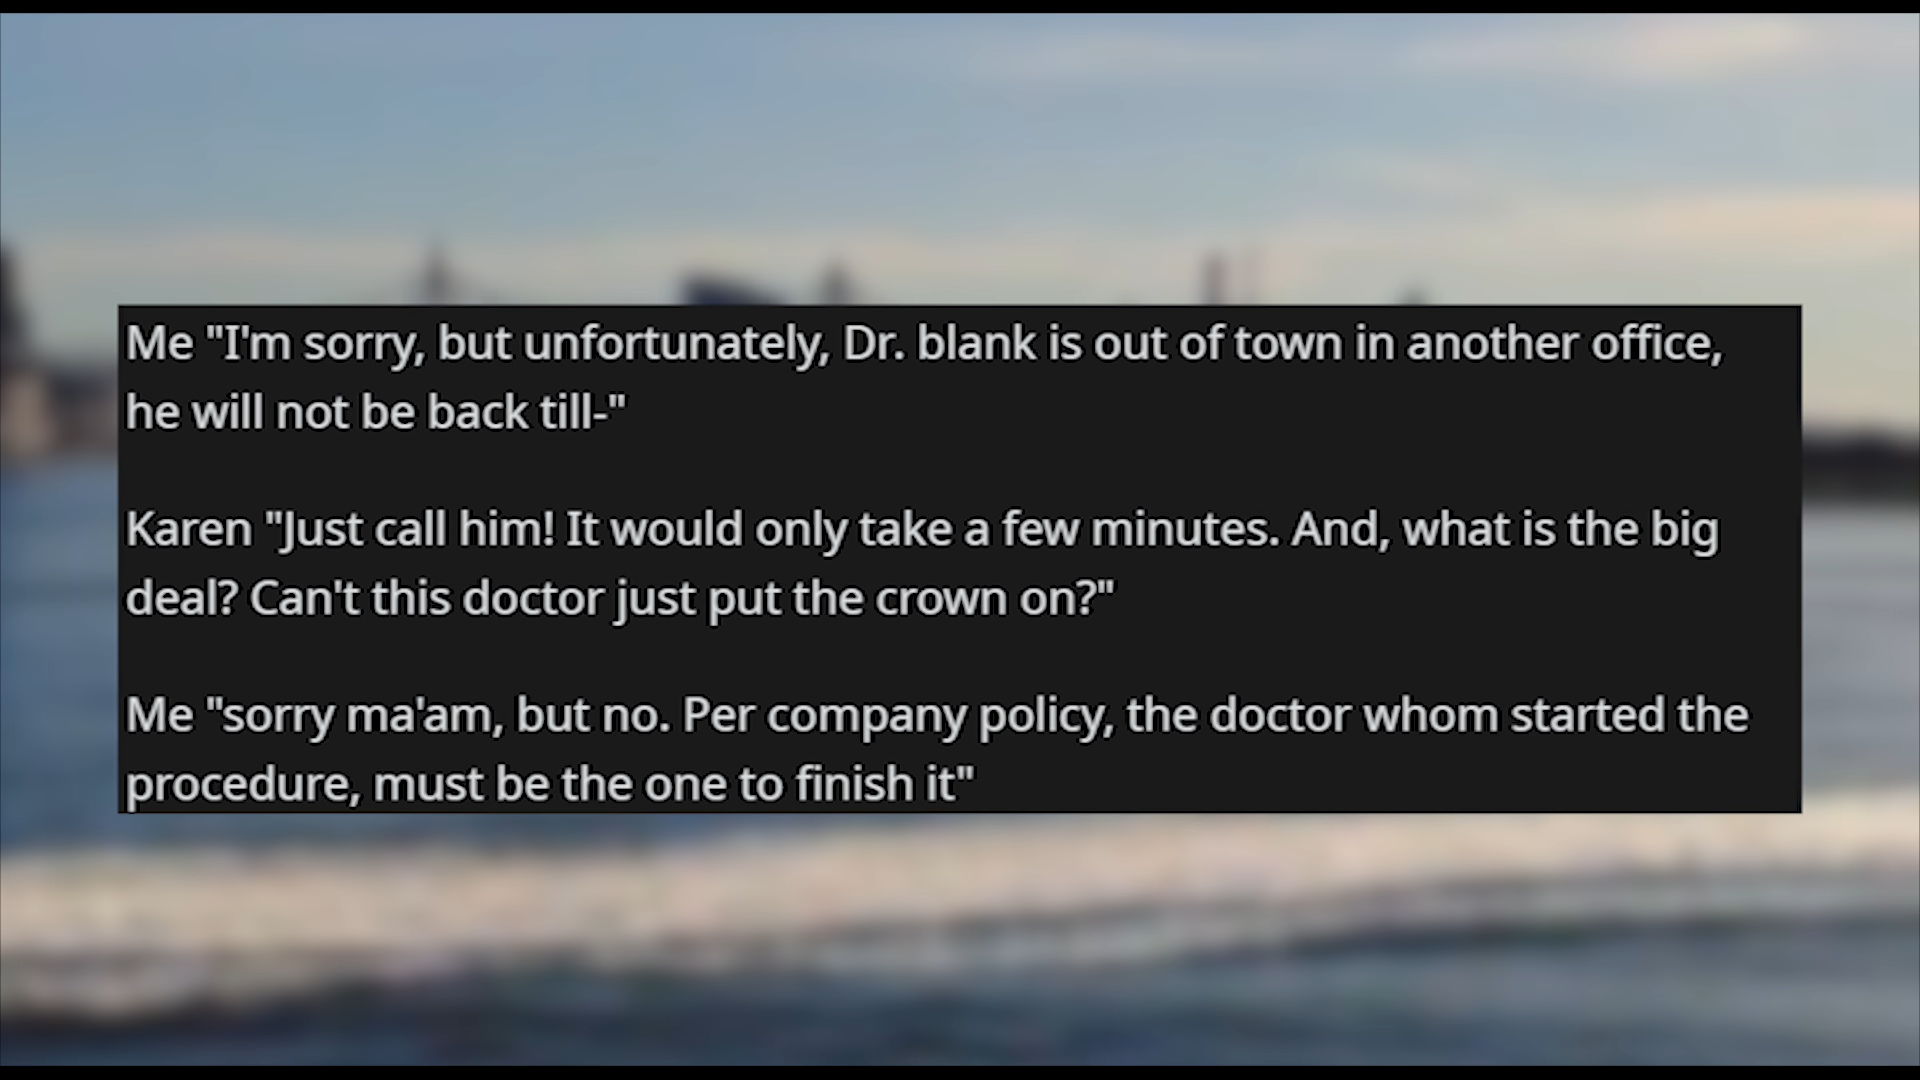 Me "I'm sorry, but unfortunately, Dr. blank is out of town in another office,
he will not be back till-"
Karen "Just call him! It would only take a few minutes. And, what is the big
deal? Can't this doctor just put the crown on?"
Me "sorry ma'am, but no. Per company policy, the doctor whom started the
procedure, must be the one to finish it"